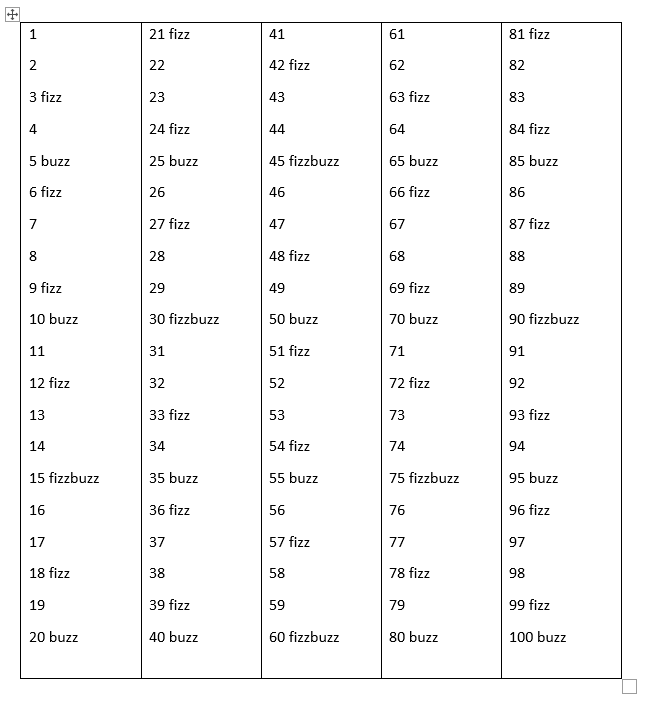 1
2
3 fizz
4
5 buzz
6 fizz
7
8
9 fizz
10 buzz
11
12 fizz
13
14
15 fizzbuzz
16
17
18 fizz
19
20 buzz
21 fizz
22
23
24 fizz
25 buzz
26
27 fizz
28
29
30 fizzbuzz
31
32
33 fizz
34
35 buzz
36 fizz
37
38
39 fizz
40 buzz
41
42 fizz
43
44
45 fizzbuzz
46
47
48 fizz
49
50 buzz
51 fizz
52
53
54 fizz
55 buzz
56
57 fizz
58
59
60 fizzbuzz
61
62
63 fizz
64
65 buzz
66 fizz
67
68
69 fizz
70 buzz
71
72 fizz
73
74
75 fizzbuzz
76
77
78 fizz
79
80 buzz
81 fizz
82
83
84 fizz
85 buzz
86
87 fizz
88
89
90 fizzbuzz
91
92
93 fizz
94
95 buzz
96 fizz
97
98
99 fizz
100 buzz